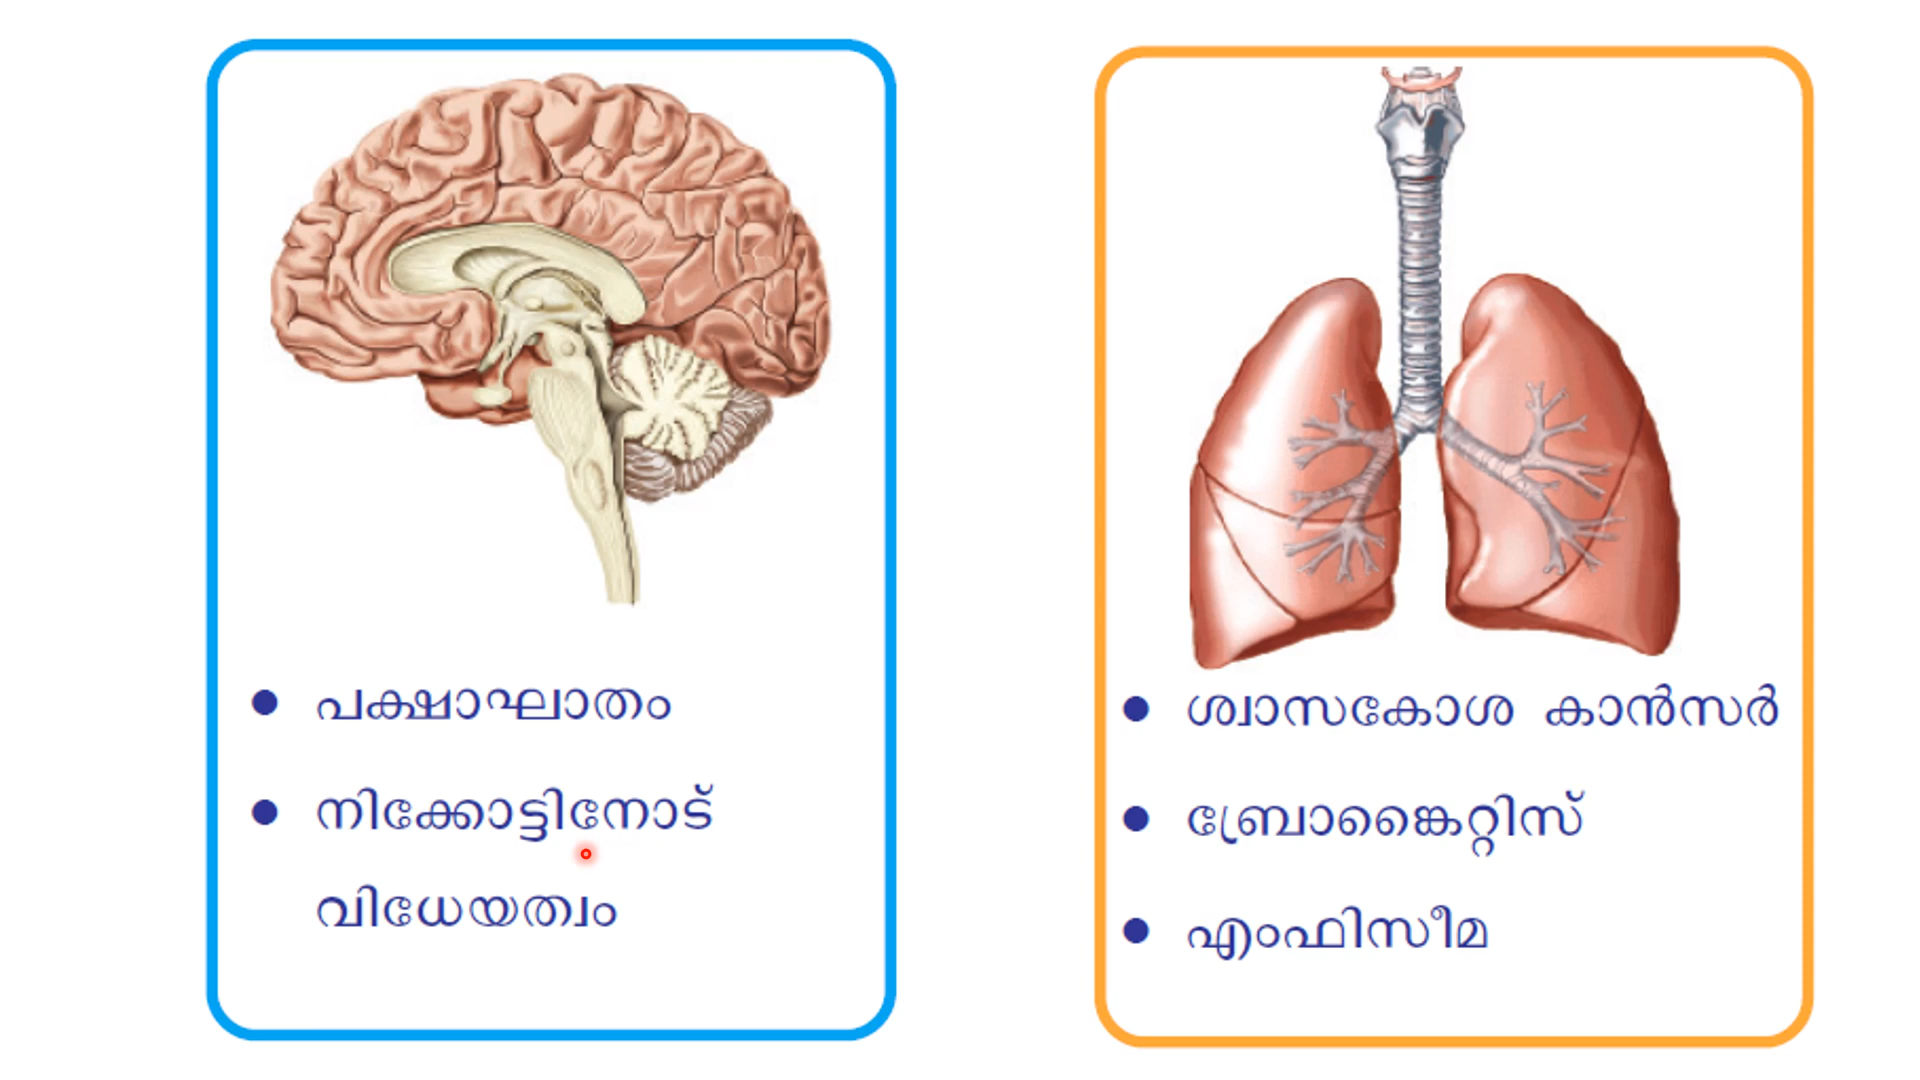 പക്ഷാഘാതം
നിക്കോട്ടിനോട്
വിധേയത്വം
ശ്വാസകോശ കാൻസർ
ബ്രോങ്കൈറ്റിസ്
എംഫിസീമ